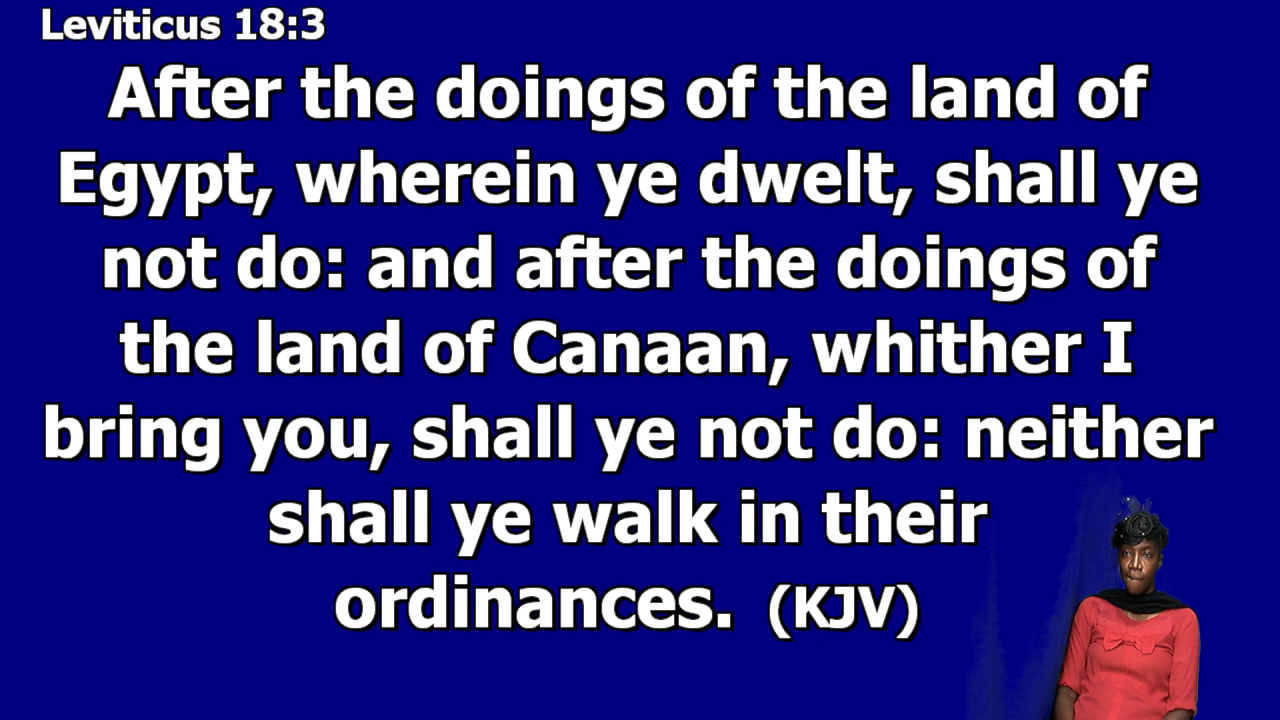 Leviticus 18:3
After the doings of the land of
Egypt, wherein ye dwelt, shall ye
not do: and after the doings of
the land of Canaan, whither I
bring you, shall ye not do: neither
shall ye walk in their
ordinances. (KJV)